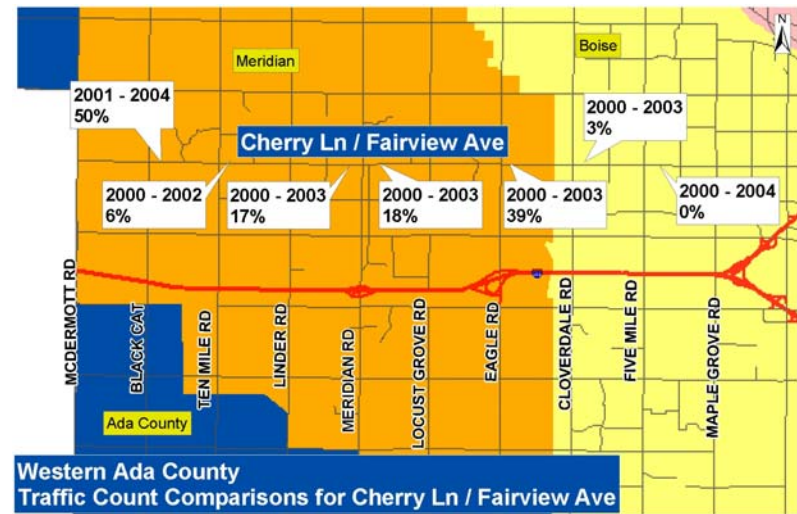 N
Meridian
Boise
2001 - 2004
50%
2000 - 2003
3%
Cherry Ln / Fairview Ave
2000 - 2002
6%
2000 - 2003
17%
2000 - 2003
18%
2000 - 2003
39%
2000 - 2004
0%
MCDERMOTT RD
BLACK CAT
TEN MILE RD
LINDER RD
MERIDIAN RD
LOCUST GROVE RD
EAGLE RD
CLOVERDALE RD
FIVE MILE RD
MAPLE GROVE RD
Ada County
Western Ada County
Traffic Count Comparisons for Cherry Ln / Fairview Ave